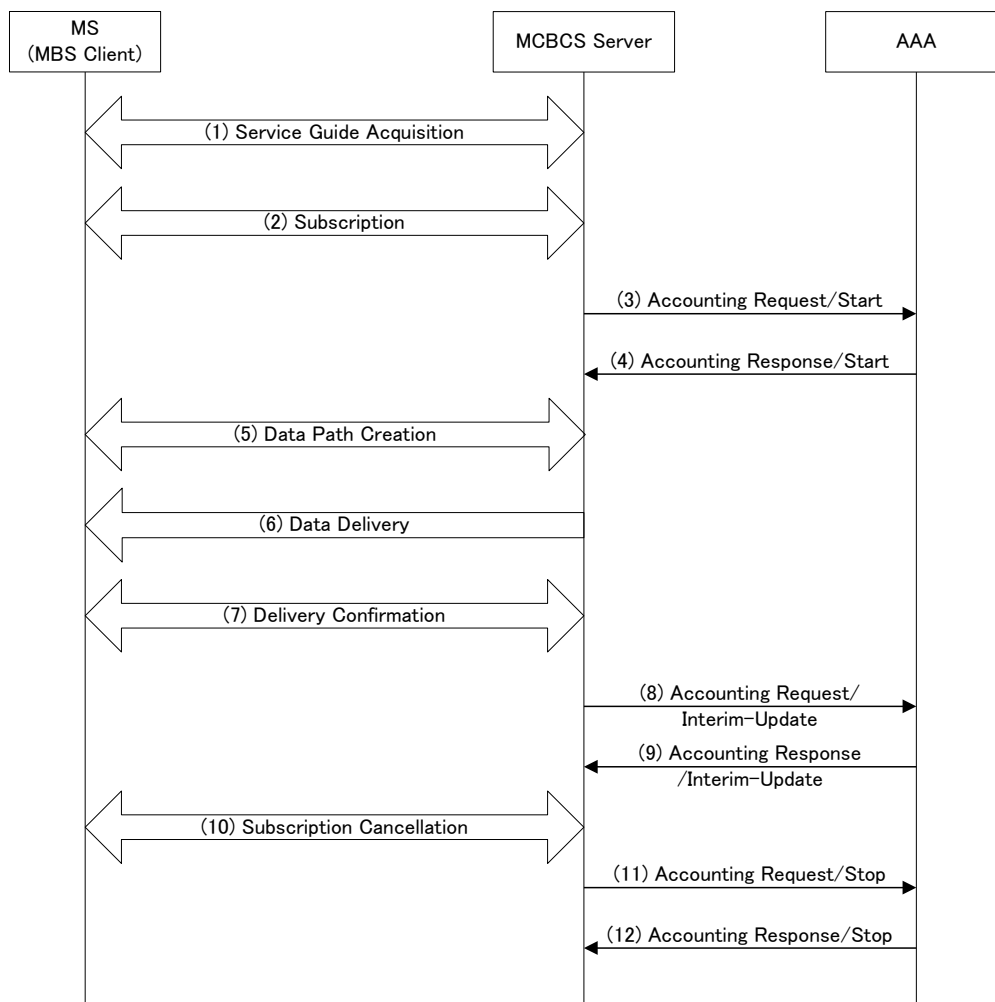 MS
(MBS Client)
MCBCS Server
AAA
(1) Service Guide Acquisition
(2) Subscription
(3) Accounting Request/Start
(4) Accounting Response/Start
(5) Data Path Creation
(6) Data Delivery
(7) Delivery Confirmation
(8) Accounting Request/
Interim-Update
(9) Accounting Response
/Interim-Update
(10) Subscription Cancellation
(11) Accounting Request/Stop
(12) Accounting Response/Stop